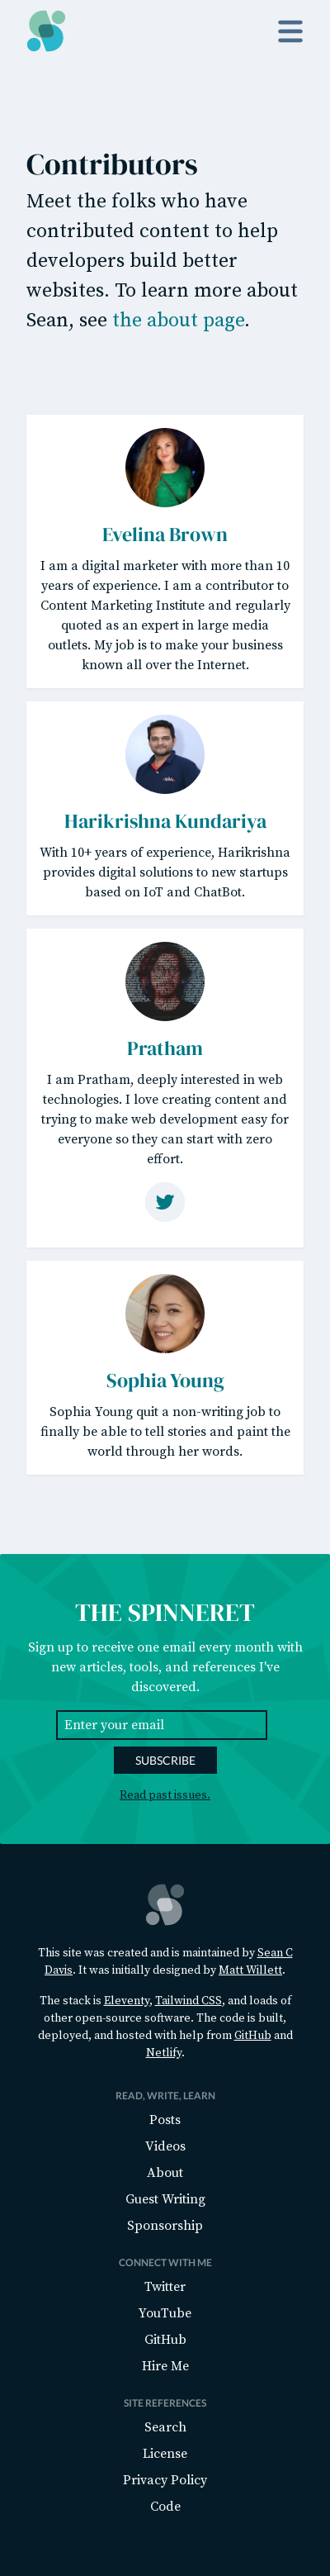 Contributors
Meet the folks who have
contributed content to help
developers build better
websites. To learn more about
Sean, see the about page.
Evelina Brown
I am a digital marketer with more than 10
years of experience. I am a contributor to
Content Marketing Institute and regularly
quoted as an expert in large media
outlets. My job is to make your business
known all over the Internet.
Harikrishna Kundariya
With 10+ years of experience, Harikrishna
provides digital solutions to new startups
based on IoT and ChatBot.
Pratham
I am Pratham, deeply interested in web
technologies. I love creating content and
trying to make web development easy for
everyone so they can start with zero
effort.
Sophia Young
Sophia Young quit a non-writing job to
finally be able to tell stories and paint the
world through her words.
THE SPINNERET
Sign up to receive one email every month with
new articles, tools, and references I've
discovered.
Enter your email
SUBSCRIBE
Read past issues.
This site was created and is maintained by Sean C
Davis. It was initially designed by Matt Willett.
The stack is Eleventy, Tailwind CSS, and loads of
other open-source software. The code is built,
deployed, and hosted with help from GitHub and
Netlify.
READ, WRITE, LEARN
Posts
Videos
About
Guest Writing
Sponsorship
CONNECT WITH ME
Twitter
YouTube
GitHub
Hire Me
SITE REFERENCES
Search
License
Privacy Policy
Code